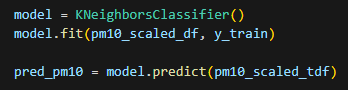 model = KNeighborsClassifier()
model.fit(pm10_scaled_df, y_train)
pred_pm10 = model.predict(pm10_scaled_tdf)